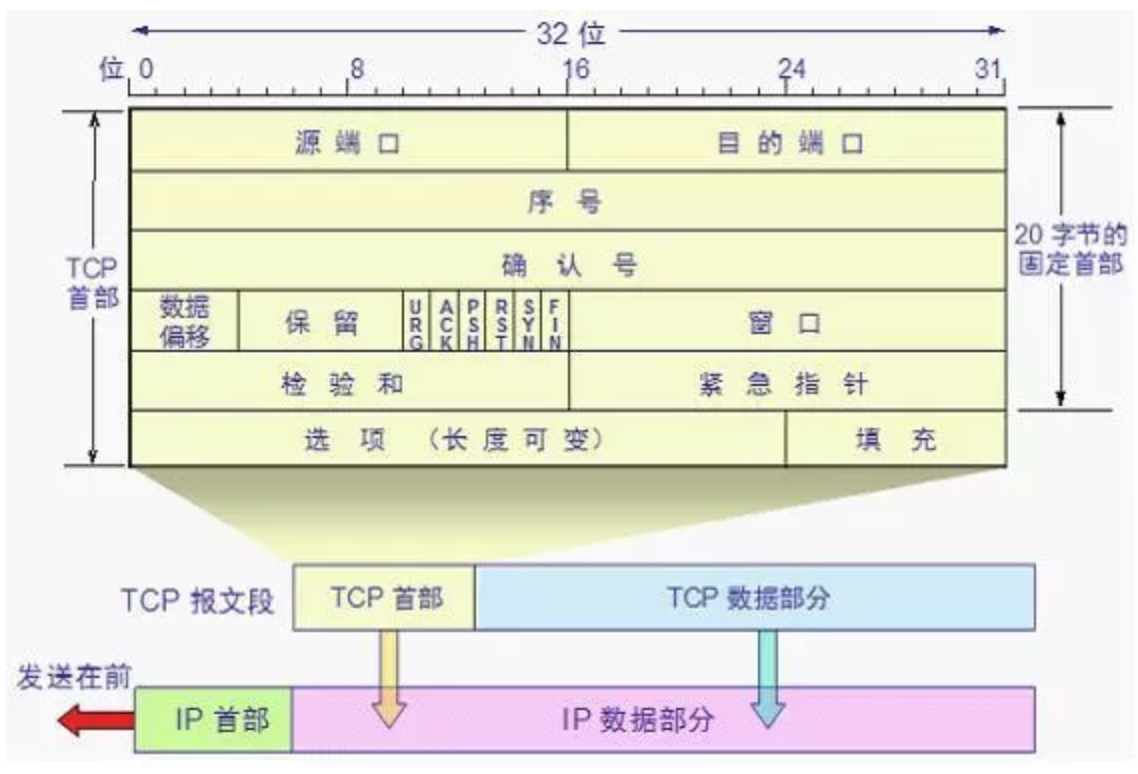 32 位
位 0 8 16 24 31
源端口 目的端口
序号
确认号
TCP
首部
20 字节的
固定首部
数据
偏移
保留
URG
ACK
PSH
RST
SYN
FIN
窗口
检验和 紧急指针
选项(长度可变) 填充
TCP 报文段 TCP 首部 TCP 数据部分
发送在前
IP 首部 IP 数据部分